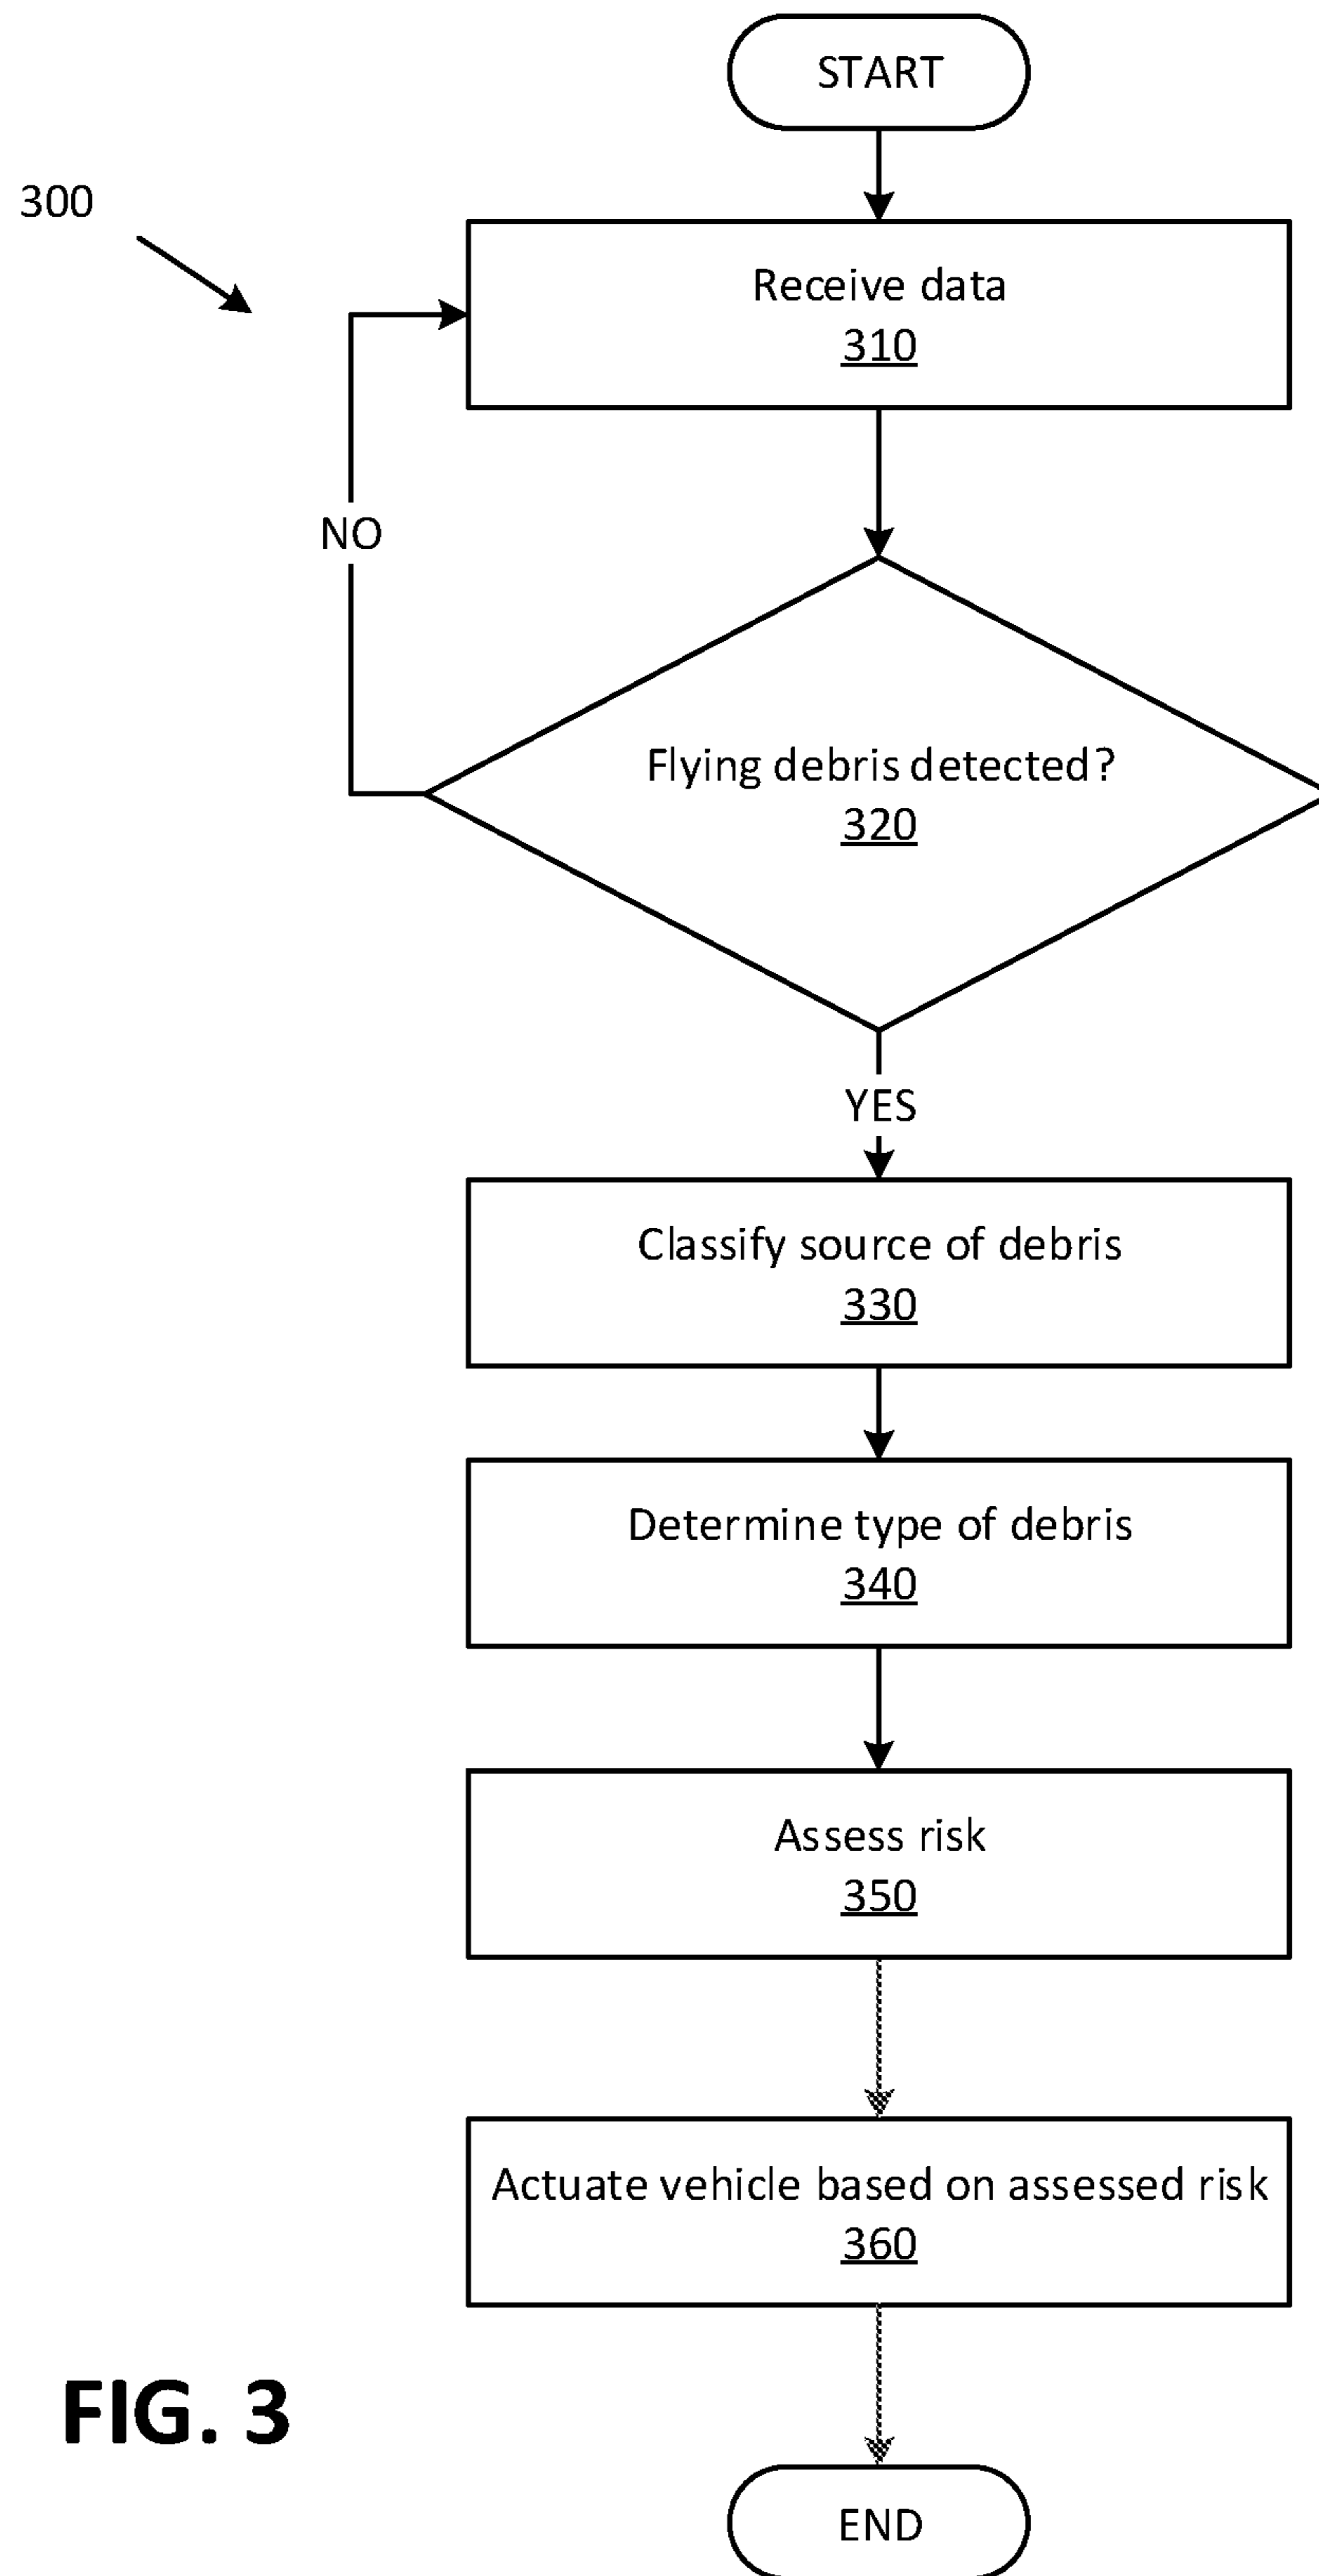 START
300
Receive data
310
NO
Flying debris detected?
320
YES
Classify source of debris
330
Determine type of debris
340
Assess risk
350
Actuate vehicle based on assessed risk
360
FIG. 3
END